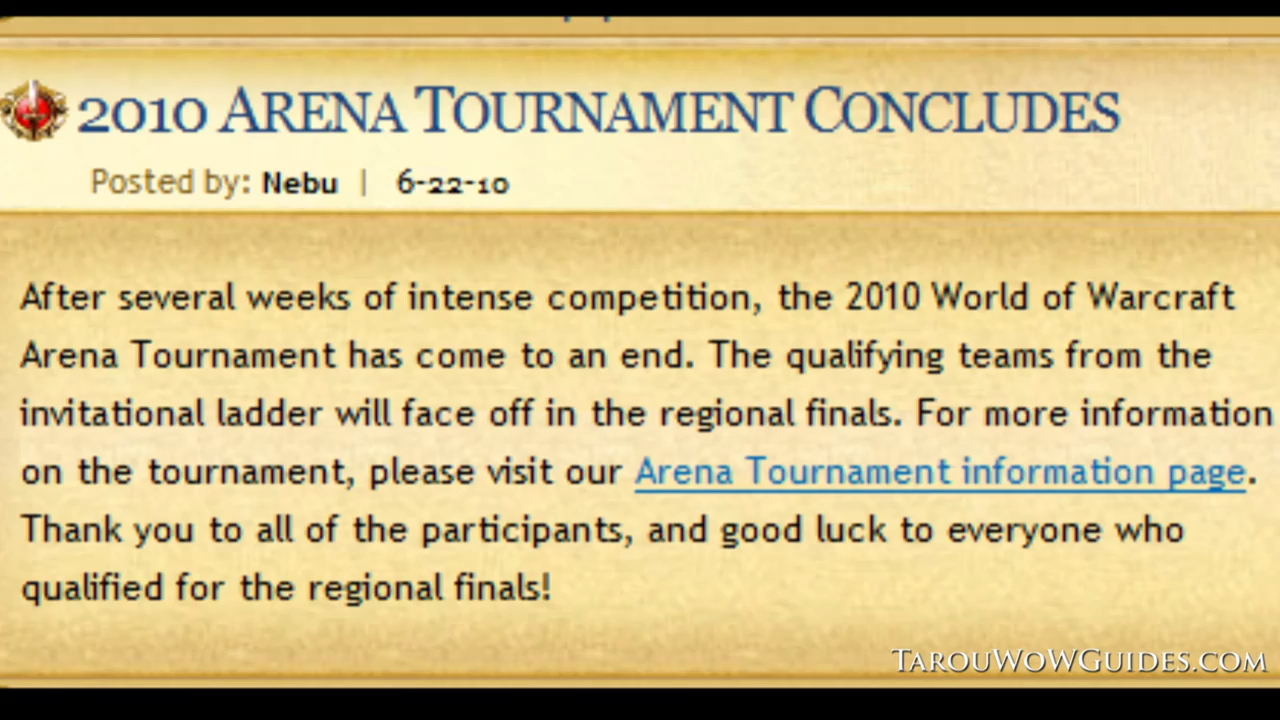 2010 ARENA TOURNAMENT CONCLUDES
Posted by: Nebu | 6-22-10
After several weeks of intense competition, the 2010 World of Warcraft
Arena Tournament has come to an end. The qualifying teams from the
invitational ladder will face off in the regional finals. For more information
on the tournament, please visit our Arena Tournament information page.
Thank you to all of the participants, and good luck to everyone who
qualified for the regional finals!
TAROUWOWGUIDES.COM